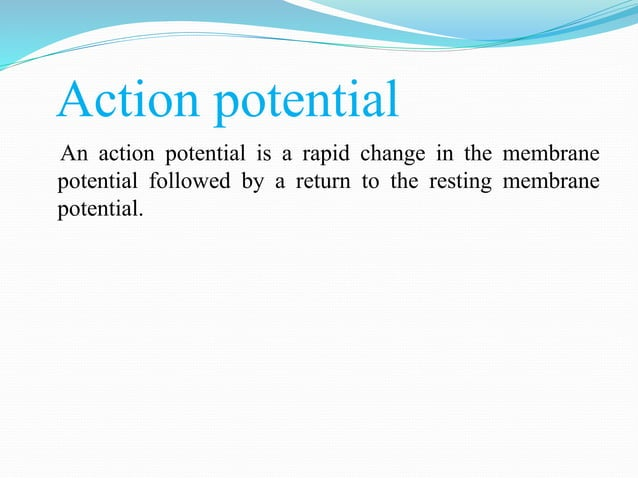 Action potential
An action potential is a rapid change in the membrane
potential followed by a return to the resting membrane
potential.